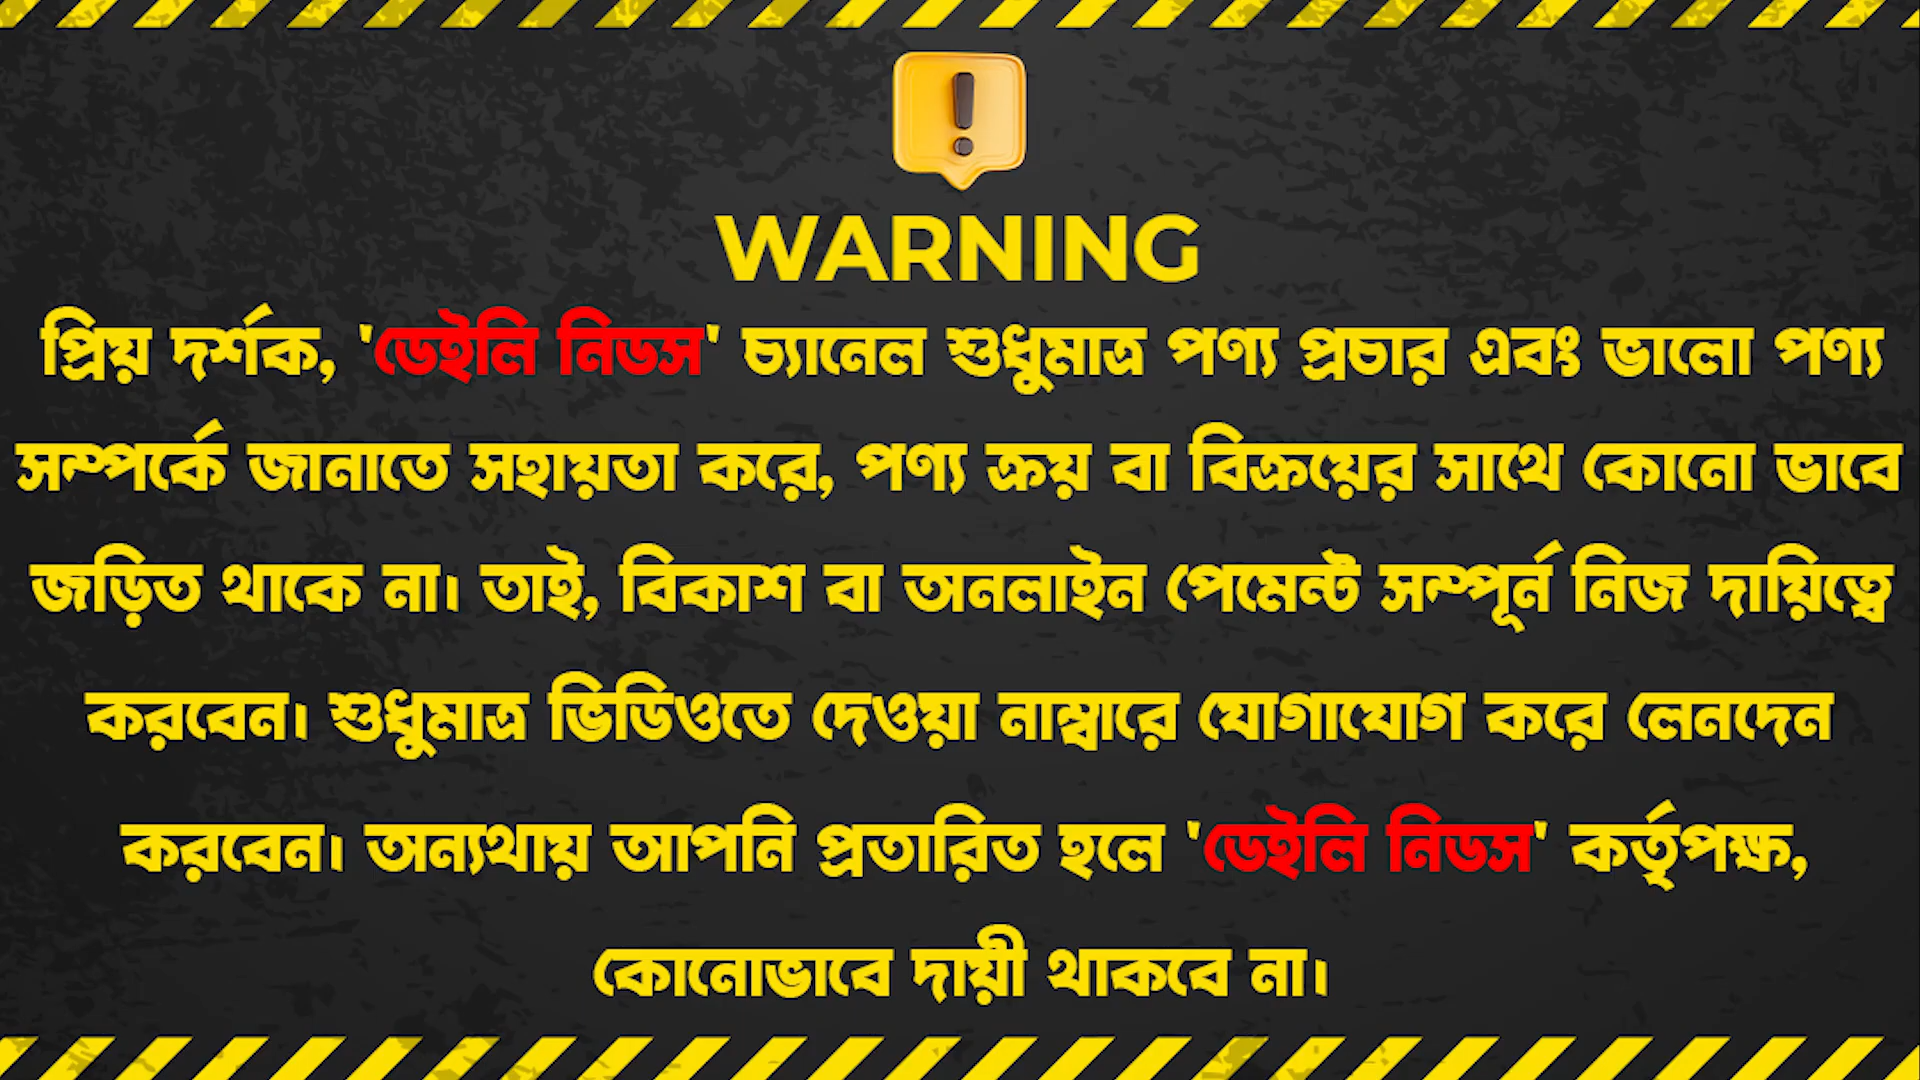 WARNING
প্রিয় দর্শক, 'ডেইলি নিডস' চ্যানেল শুধুমাত্র পণ্য প্রচার এবং ভালো পণ্য
সম্পর্কে জানাতে সহায়তা করে, পণ্য ক্রয় বা বিক্রয়ের সাথে কোনো ভাবে
জড়িত থাকে না। তাই, বিকাশ বা অনলাইন পেমেন্ট সম্পূর্ন নিজ দায়িত্বে
করবেন। শুধুমাত্র ভিডিওতে দেওয়া নাম্বারে যোগাযোগ করে লেনদেন
করবেন। অন্যথায় আপনি প্রতারিত হলে 'ডেইলি নিডস' কর্তৃপক্ষ,
কোনোভাবে দায়ী থাকবে না।